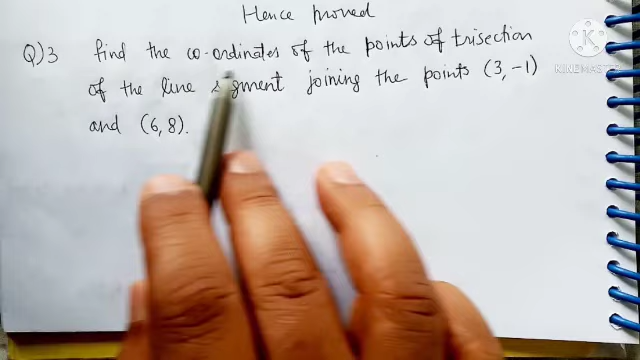 Hence proved
Q) 3 find the co-ordinates of the points of trisection
of the line segment joining the points (3, -1)
and (6, 8).
K
KINEMASTER